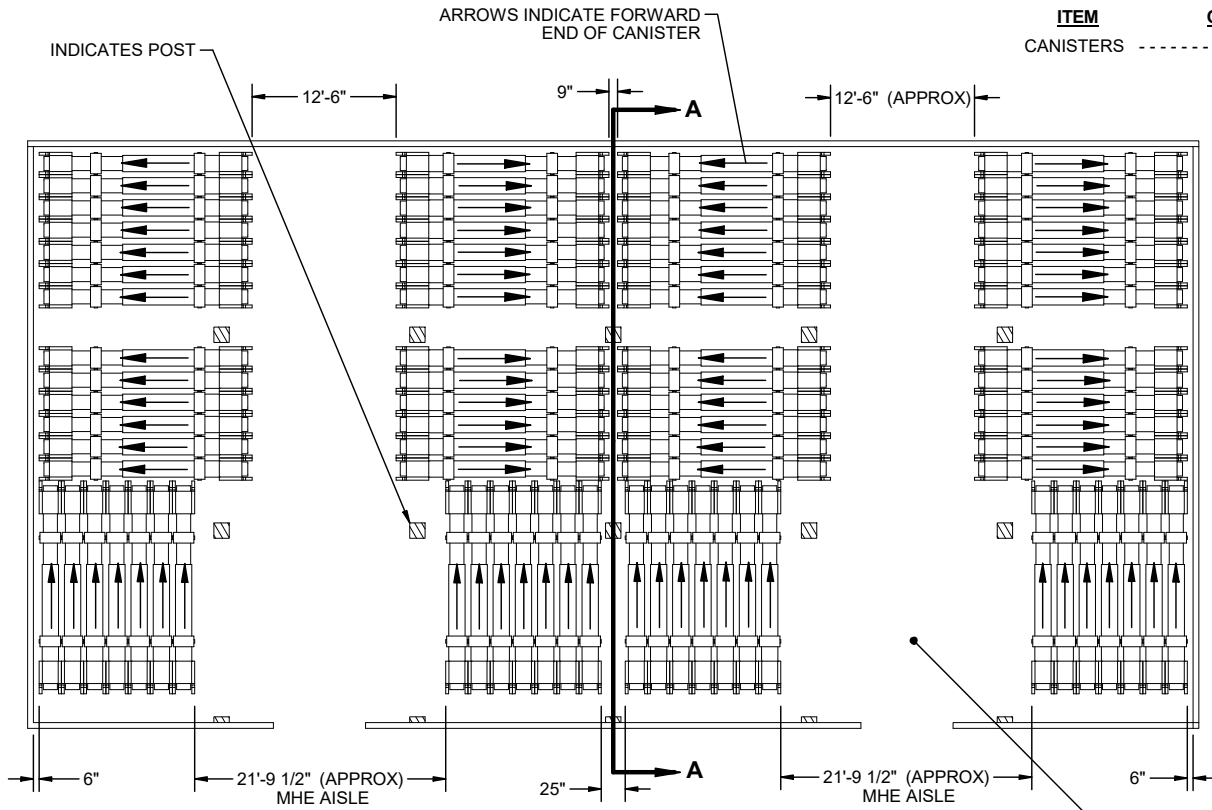 ARROWS INDICATE FORWARD
END OF CANISTER
ITEM
CANISTERS
INDICATES POST
12'-6"
9"
A
12'-6" (APPROX)
6"
21'-9 1/2" (APPROX)
MHE AISLE
25"
A
21'-9 1/2" (APPROX)
MHE AISLE
6"